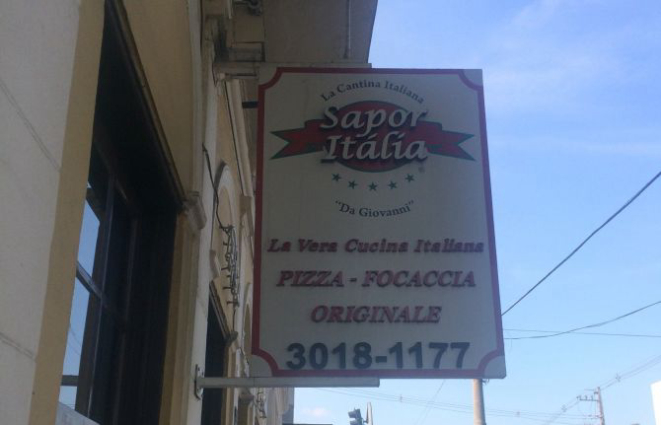 La Cantina Italiana
Sapor
Itália
"Da Giovanni"
La Vera Cucina Italiana
PIZZA - FOCACCIA
ORIGINALE
3018-1177